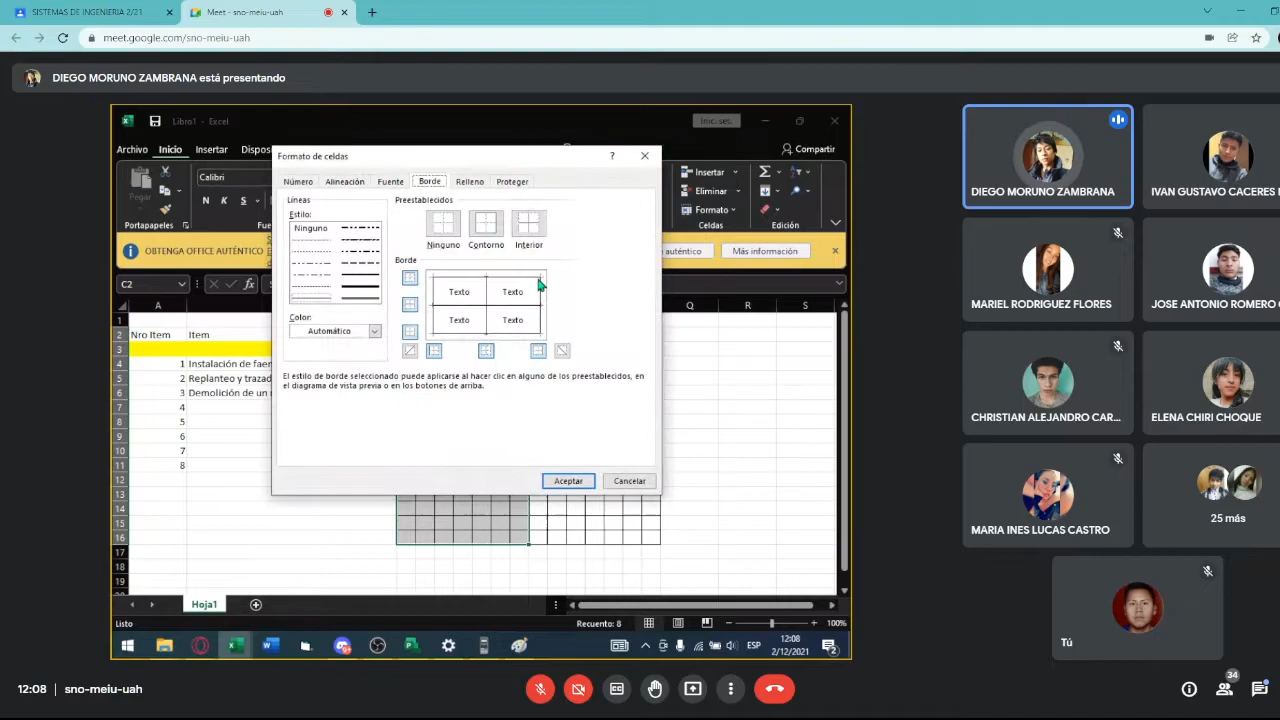 SISTEMAS DE INGENIERIA 2/21
Meet - sno-meiu-uah
meet.google.com/sno-meiu-uah
DIEGO MORUNO ZAMBRANA está presentando
Libro1 - Excel
Inic. ses.
Archivo Inicio Insertar Dispos
Compartir
Pegar
Calibri
N K S
Portapapeles
Insertar
Eliminar
Formato
Celdas
Edición
OBTENGA OFFICE AUTÉNTICO
auténtico
Más información
C2
fx
A Q R S
1
2 Nro Item Item
3
4 1 Instalación de faen
5 2 Replanteo y trazad
6 3 Demolición de un
7 4
8 5
9 6
10 7
11 8
12
13
14
15
16
17
18
19
Formato de celdas
Número Alineación Fuente Borde Relleno Proteger
Líneas
Estilo:
Ninguno
Color:
Automático
Preestablecidos
Ninguno Contorno Interior
Borde
Texto Texto
Texto Texto
El estilo de borde seleccionado puede aplicarse al hacer clic en alguno de los preestablecidos, en
el diagrama de vista previa o en los botones de arriba.
Aceptar Cancelar
Hoja1
Listo
Recuento: 8
100%
ESP
12:08
2/12/2021
2
DIEGO MORUNO ZAMBRANA
IVAN GUSTAVO CACERES
MARIEL RODRIGUEZ FLORES
JOSE ANTONIO ROMERO
CHRISTIAN ALEJANDRO CAR...
ELENA CHIRI CHOQUE
MARIA INES LUCAS CASTRO
25 más
Tú
12:08 | sno-meiu-uah
34